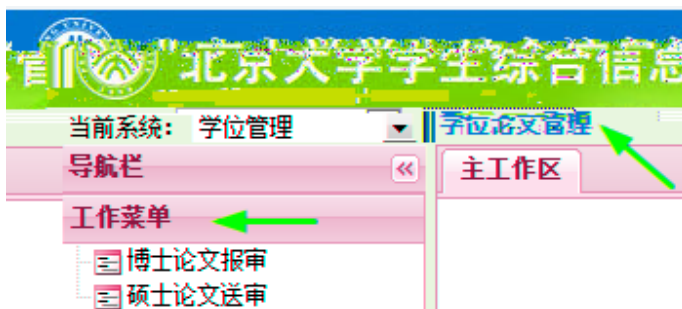 北京大学学生综合信息
当前系统： 学位管理 学位论文管理
导航栏
主工作区
工作菜单
博士论文报审
硕士论文送审